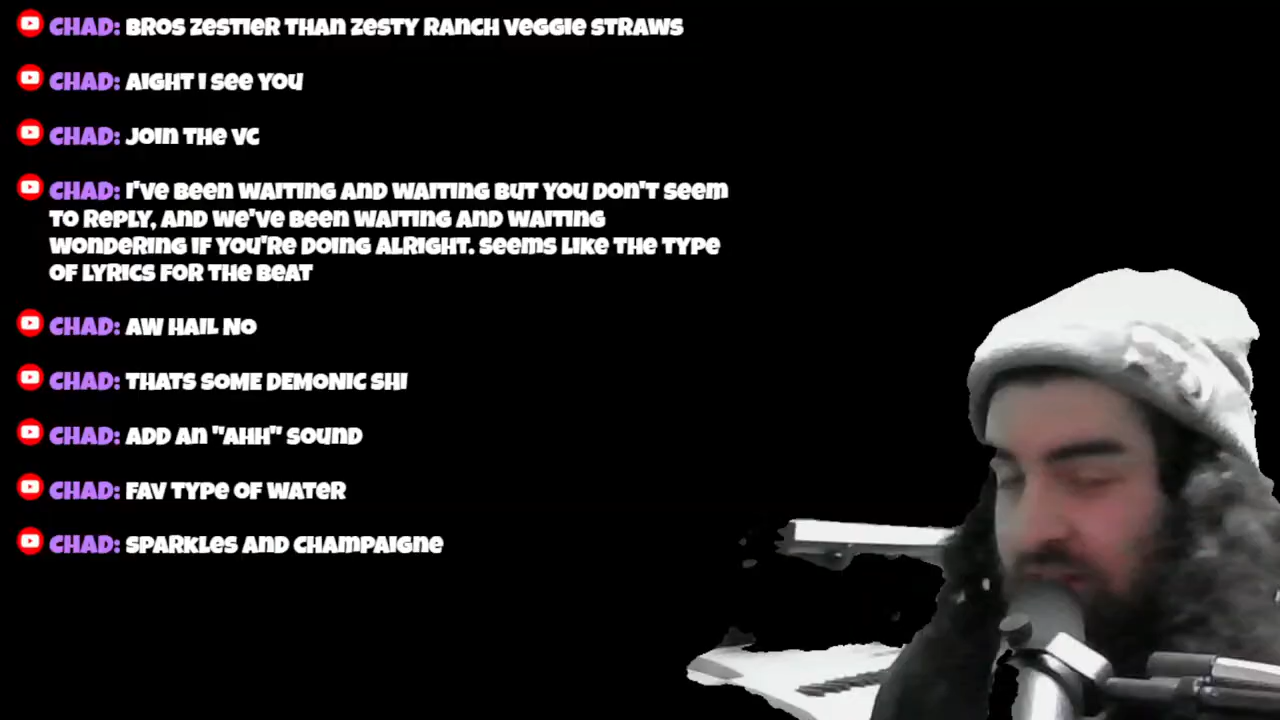 CHAD: BROS ZESTIER THAN ZESTY RANCH VEGGIE STRAWS
CHAD: AIGHT I SEE YOU
CHAD: JOIN THE VC
CHAD: I'VE BEEN WAITING AND WAITING BUT YOU DON'T SEEM
TO REPLY, AND WE'VE BEEN WAITING AND WAITING
WONDERING IF YOU'RE DOING ALRIGHT. SEEMS LIKE THE TYPE
OF LYRICS FOR THE BEAT
CHAD: AW HAIL NO
CHAD: THATS SOME DEMONIC SHI
CHAD: ADD AN "AHH" SOUND
CHAD: FAV TYPE OF WATER
CHAD: SPARKLES AND CHAMPAIGNE